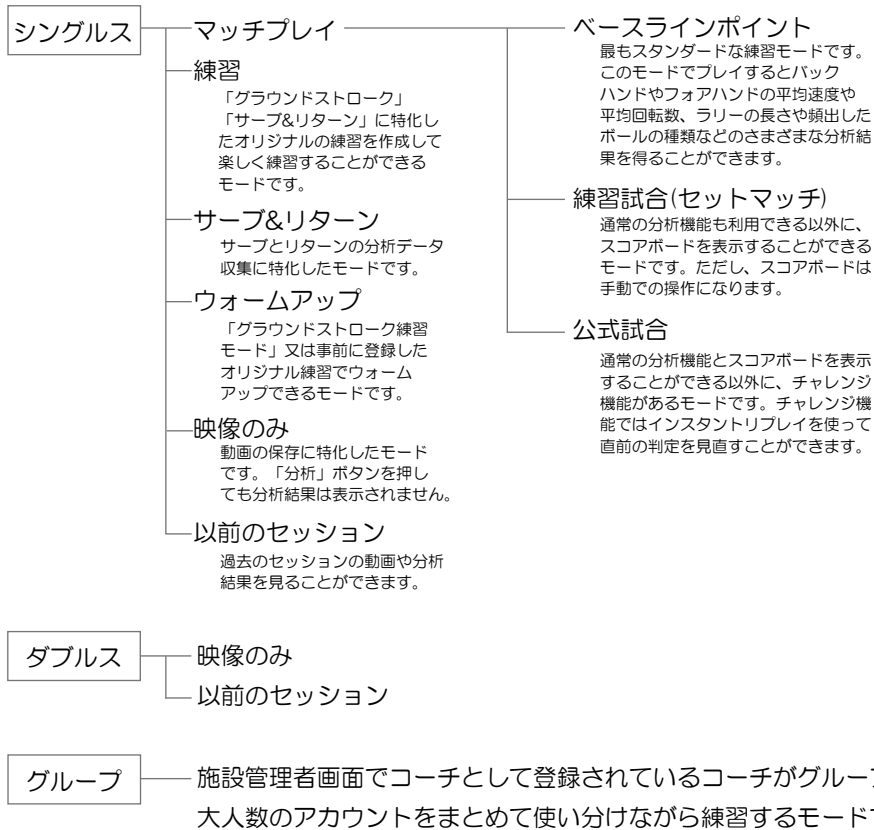 シングルス
マッチプレイ
練習
「グラウンドストローク」
「サーブ&リターン」に特化し
たオリジナルの練習を作成して
楽しく練習することができる
モードです。
サーブ&リターン
サーブとリターンの分析データ
収集に特化したモードです。
ウォームアップ
「グラウンドストローク練習
モード」又は事前に登録した
オリジナル練習でウォーム
アップできるモードです。
映像のみ
動画の保存に特化したモード
です。「分析」ボタンを押し
ても分析結果は表示されません。
以前のセッション
過去のセッションの動画や分析
結果を見ることができます。
ベースラインポイント
最もスタンダードな練習モードです。
このモードでプレイするとバック
ハンドやフォアハンドの平均速度や
平均回転数、ラリーの長さや頻出した
ボールの種類などのさまざまな分析結
果を得ることができます。
練習試合(セットマッチ)
通常の分析機能も利用できる以外に、
スコアボードを表示することができる
モードです。ただし、スコアボードは
手動での操作になります。
公式試合
通常の分析機能とスコアボードを表示
することができる以外に、チャレンジ
機能があるモードです。チャレンジ機
能ではインスタントリプレイを使って
直前の判定を見直すことができます。
ダブルス
映像のみ
以前のセッション
グループ
施設管理者画面でコーチとして登録されているコーチがグルー
大人数のアカウントをまとめて使い分けながら練習するモード